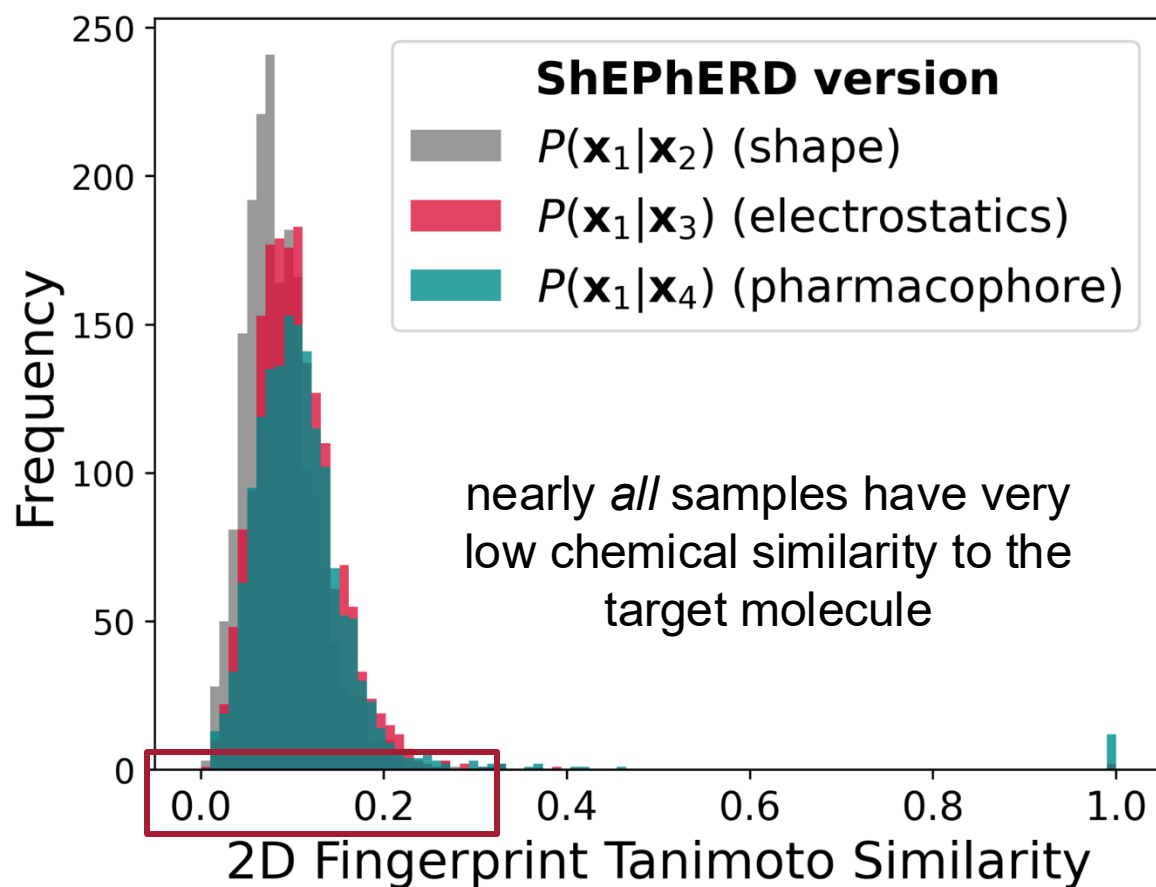 250
200
150
100
50
0
Frequency
ShEPhERD version
P(x₁|x₂) (shape)
P(x₁|x₃) (electrostatics)
P(x₁|x₄) (pharmacophore)
nearly all samples have very
low chemical similarity to the
target molecule
0.0 0.2 0.4 0.6 0.8 1.0
2D Fingerprint Tanimoto Similarity